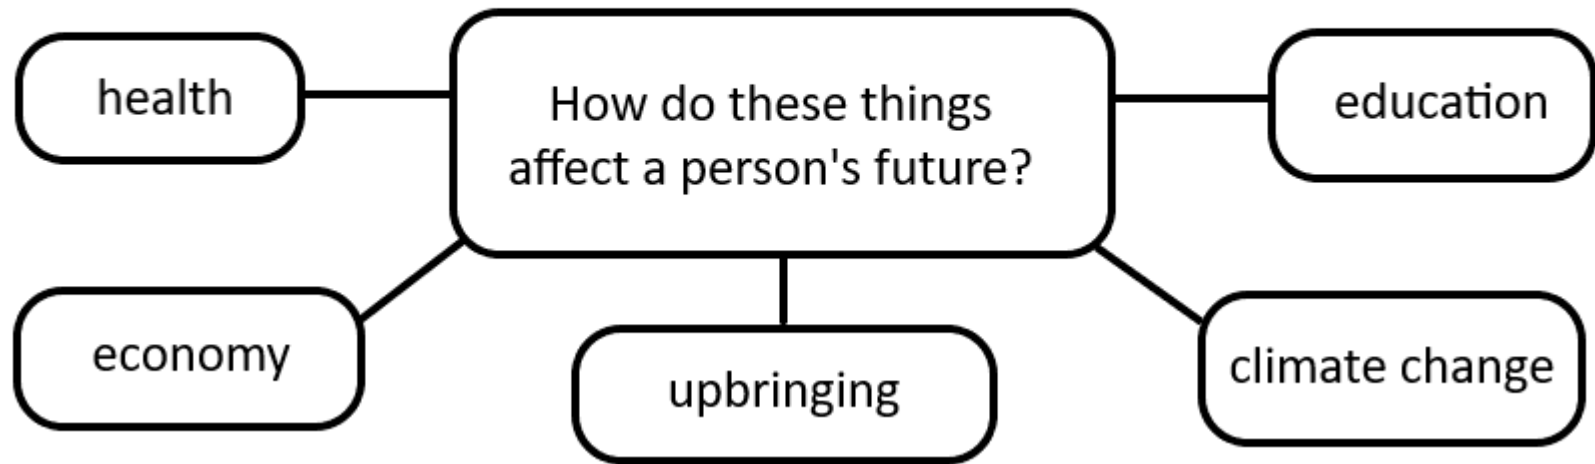 health
How do these things
affect a person's future?
education
economy
upbringing
climate change